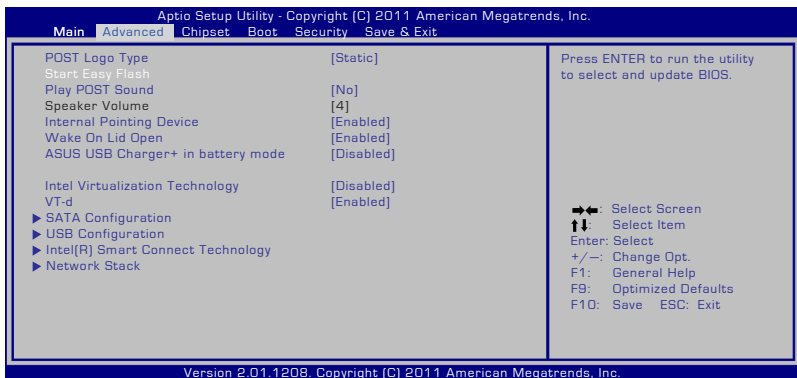 Aptio Setup Utility - Copyright (C) 2011 American Megatrends, Inc.
Main Advanced Chipset Boot Security Save & Exit
POST Logo Type [Static]
Start Easy Flash
Play POST Sound [No]
Speaker Volume [4]
Internal Pointing Device [Enabled]
Wake On Lid Open [Enabled]
ASUS USB Charger+ in battery mode [Disabled]
Intel Virtualization Technology [Disabled]
VT-d [Enabled]
SATA Configuration
USB Configuration
Intel(R) Smart Connect Technology
Network Stack
Press ENTER to run the utility
to select and update BIOS.
→←: Select Screen
↑↓: Select Item
Enter: Select
+/—: Change Opt.
F1: General Help
F9: Optimized Defaults
F10: Save ESC: Exit
Version 2.01.1208. Copyright (C) 2011 American Megatrends, Inc.